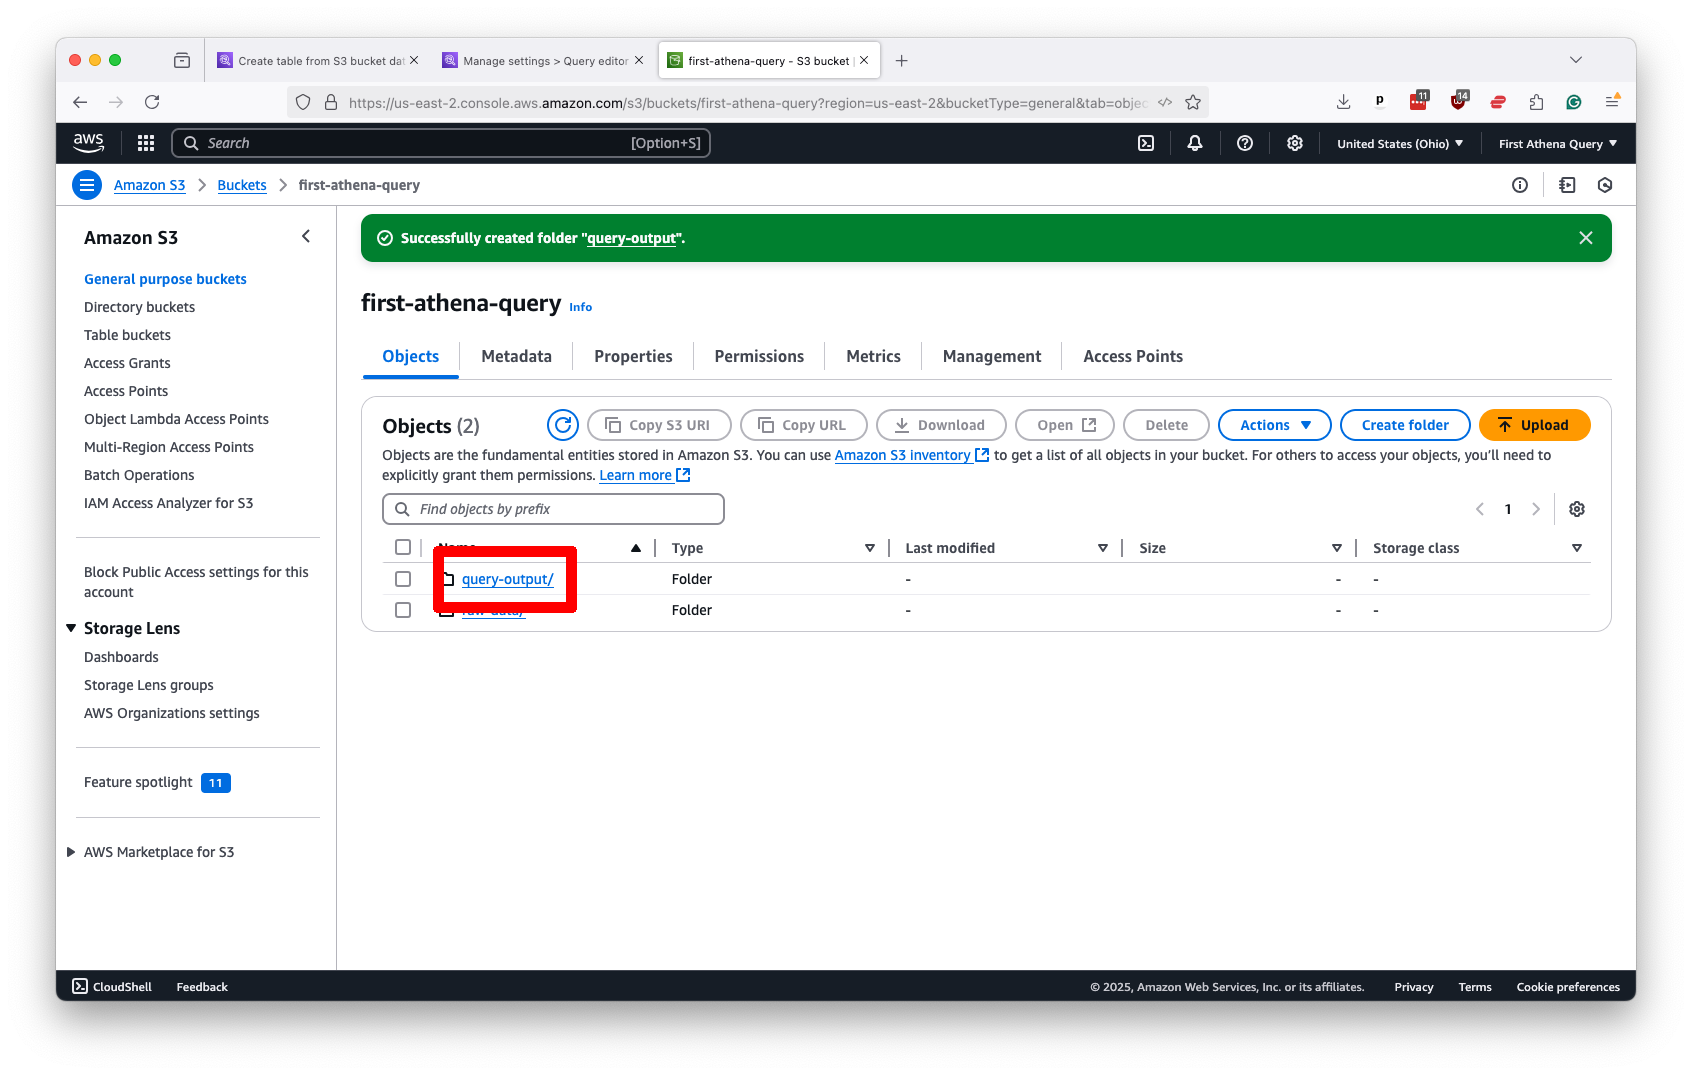 Create table from S3 bucket dat
Manage settings > Query editor
first-athena-query - S3 bucket |
https://us-east-2.console.aws.amazon.com/s3/buckets/first-athena-query?region=us-east-2&bucketType=general&tab=objec
p
11
14
aws
Search
[Option+S]
United States (Ohio)
First Athena Query
Amazon S3 > Buckets > first-athena-query
Amazon S3
General purpose buckets
Directory buckets
Table buckets
Access Grants
Access Points
Object Lambda Access Points
Multi-Region Access Points
Batch Operations
IAM Access Analyzer for S3
Block Public Access settings for this
account
Storage Lens
Dashboards
Storage Lens groups
AWS Organizations settings
Feature spotlight 11
AWS Marketplace for S3
Successfully created folder "query-output".
first-athena-query Info
Objects
Metadata
Properties
Permissions
Metrics
Management
Access Points
Objects (2)
Copy S3 URI
Copy URL
Download
Open
Delete
Actions
Create folder
Upload
Objects are the fundamental entities stored in Amazon S3. You can use Amazon S3 inventory to get a list of all objects in your bucket. For others to access your objects, you'll need to
explicitly grant them permissions. Learn more
Find objects by prefix
1
Name Type Last modified Size Storage class
query-output/ Folder - - -
raw-data/ Folder - - -
CloudShell Feedback
© 2025, Amazon Web Services, Inc. or its affiliates. Privacy Terms Cookie preferences